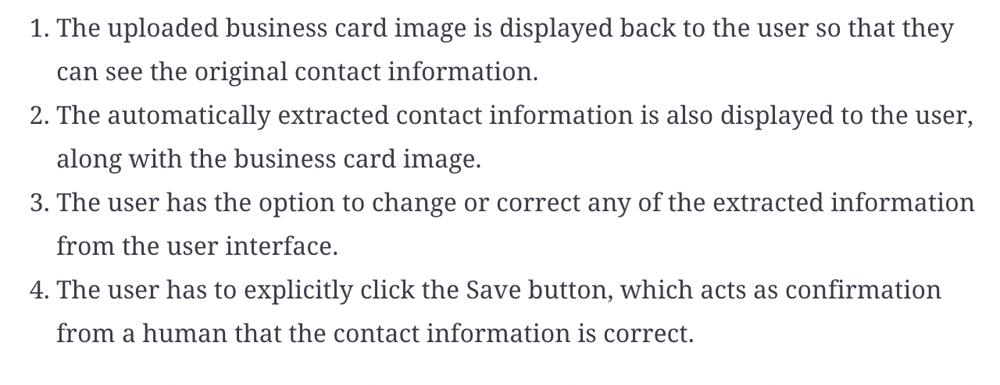 1. The uploaded business card image is displayed back to the user so that they
can see the original contact information.
2. The automatically extracted contact information is also displayed to the user,
along with the business card image.
3. The user has the option to change or correct any of the extracted information
from the user interface.
4. The user has to explicitly click the Save button, which acts as confirmation
from a human that the contact information is correct.